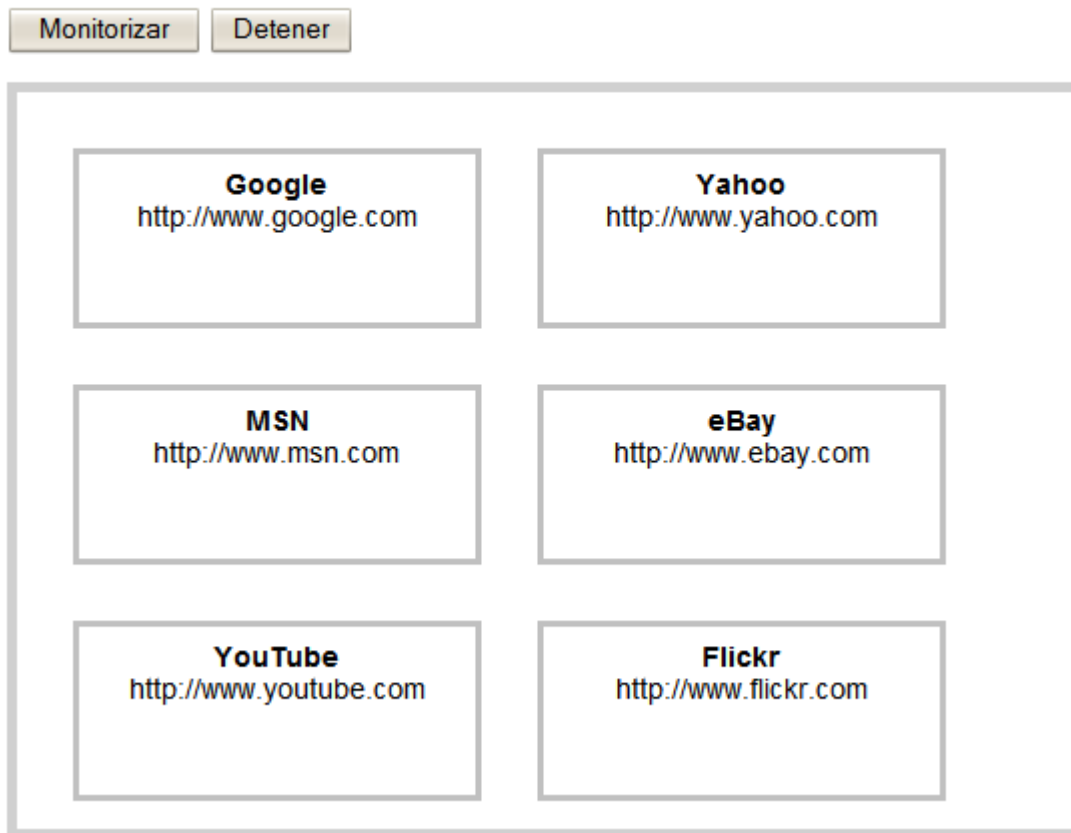 Monitorizar
Detener
Google
http://www.google.com
Yahoo
http://www.yahoo.com
MSN
http://www.msn.com
eBay
http://www.ebay.com
YouTube
http://www.youtube.com
Flickr
http://www.flickr.com